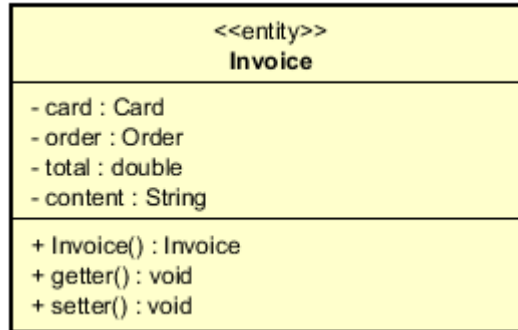 <<entity>>
Invoice
- card : Card
- order : Order
- total : double
- content : String
+ Invoice() : Invoice
+ getter() : void
+ setter() : void